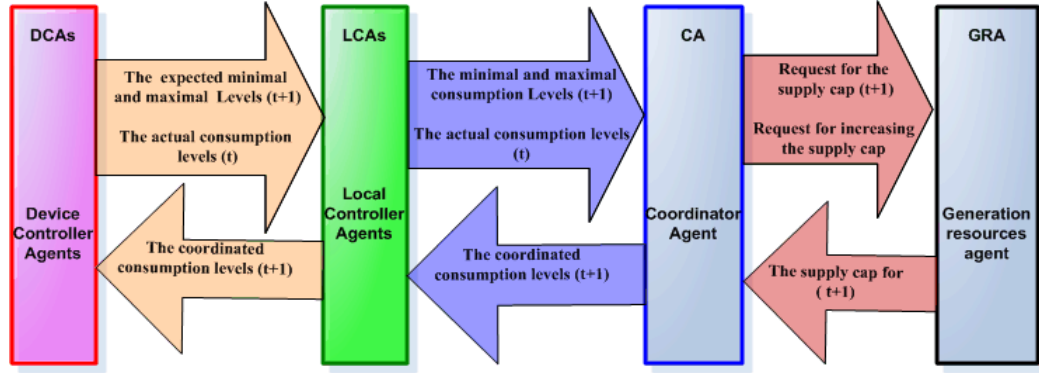 DCAs
Device
Controller
Agents
The expected minimal
and maximal Levels (t+1)
The actual consumption
levels (t)
The coordinated
consumption levels (t+1)
LCAs
Local
Controller
Agents
The minimal and maximal
consumption Levels (t+1)
The actual consumption levels
(t)
The coordinated
consumption levels (t+1)
CA
Coordinator
Agent
Request for the
supply cap (t+1)
Request for increasing
the supply cap
The supply cap for
( t+1)
GRA
Generation
resources
agent